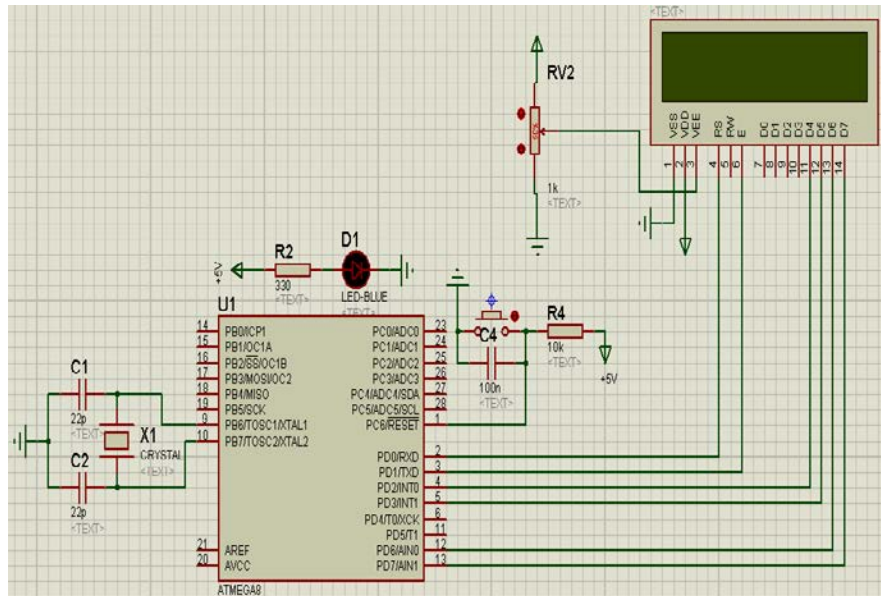 <TEXT>
RV2
50%
1k
<TEXT>
VSS
VDD
VEE
RS
RW
E
D0
D1
D2
D3
D4
D5
D6
D7
1
2
3
4
5
6
7
8
9
10
11
12
13
14
+5V
R2
330
<TEXT>
D1
LED-BLUE
<TEXT>
U1
14 PB0/ICP1
15 PB1/OC1A
16 PB2/SS/OC1B
17 PB3/MOSI/OC2
18 PB4/MISO
19 PB5/SCK
9 PB6/TOSC1/XTAL1
10 PB7/TOSC2/XTAL2
21 AREF
20 AVCC
PC0/ADC0 23
PC1/ADC1 24
PC2/ADC2 25
PC3/ADC3 26
PC4/ADC4/SDA 27
PC5/ADC5/SCL 28
PC6/RESET 1
PD0/RXD 2
PD1/TXD 3
PD2/INT0 4
PD3/INT1 5
PD4/T0/XCK 6
PD5/T1 11
PD6/AIN0 12
PD7/AIN1 13
ATMEGA8
C4
100n
<TEXT>
R4
10k
<TEXT>
+5V
C1
22p
<TEXT>
X1
CRYSTAL
<TEXT>
C2
22p
<TEXT>